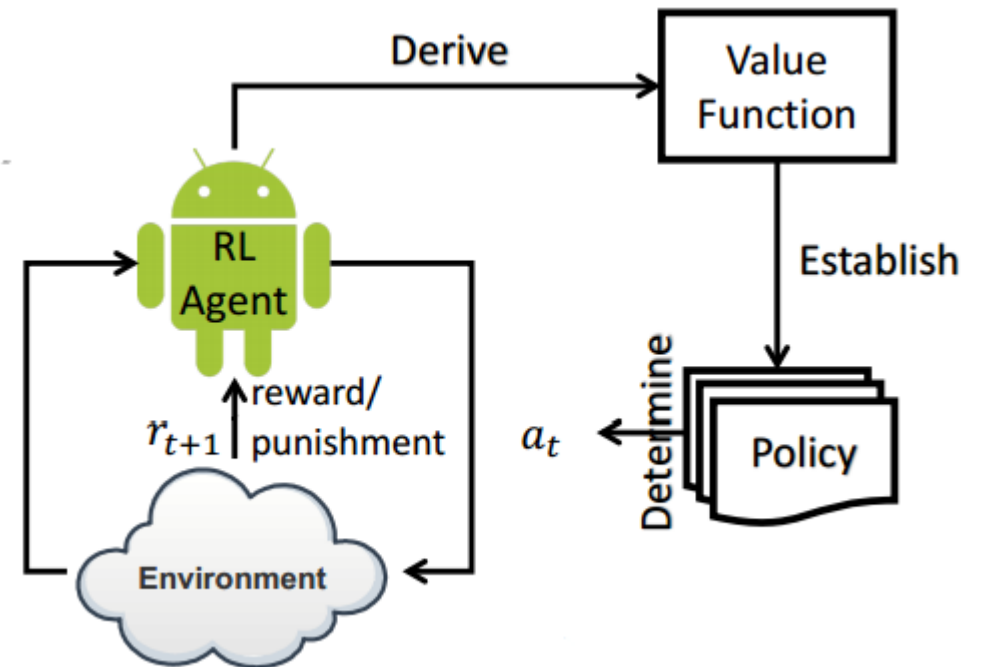 Derive
Value
Function
RL
Agent
Establish
reward/
punishment
r_{t+1}
a_t
Determine
Policy
Environment